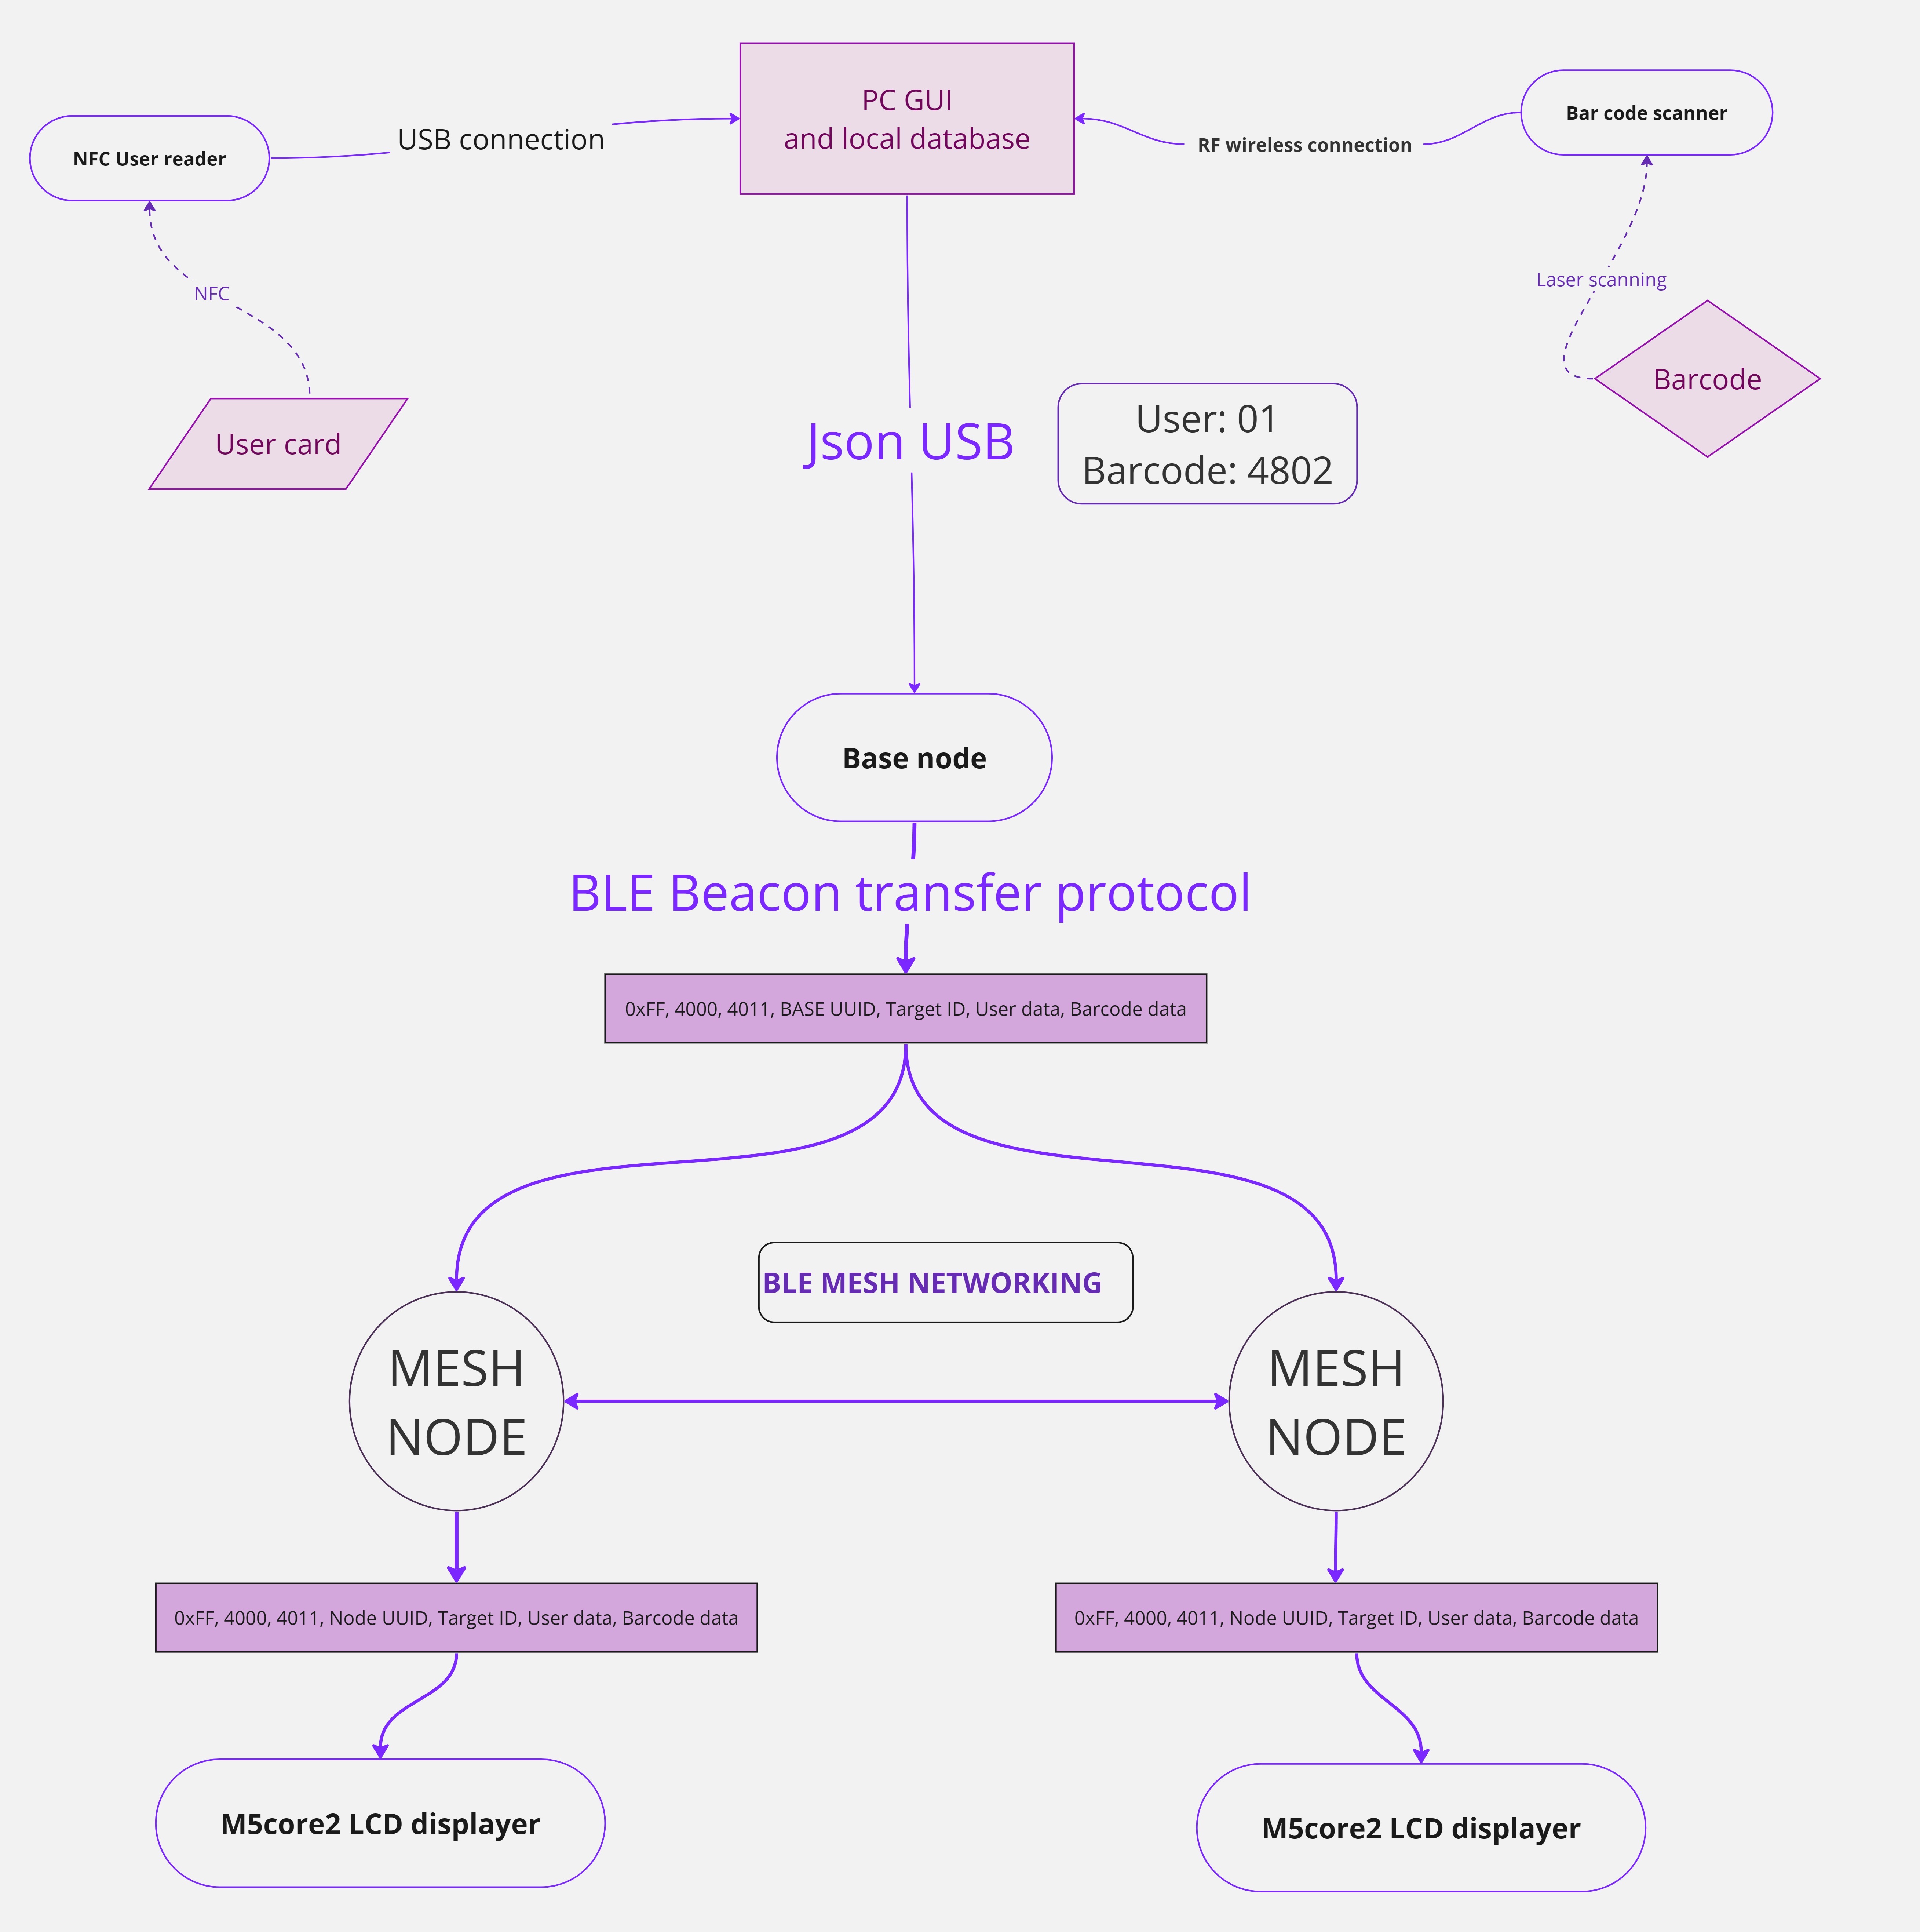 PC GUI
and local database
NFC User reader
USB connection
RF wireless connection
Bar code scanner
NFC
Laser scanning
User card
Barcode
Json USB
User: 01
Barcode: 4802
Base node
BLE Beacon transfer protocol
0xFF, 4000, 4011, BASE UUID, Target ID, User data, Barcode data
BLE MESH NETWORKING
MESH
NODE
MESH
NODE
0xFF, 4000, 4011, Node UUID, Target ID, User data, Barcode data
0xFF, 4000, 4011, Node UUID, Target ID, User data, Barcode data
M5core2 LCD displayer
M5core2 LCD displayer